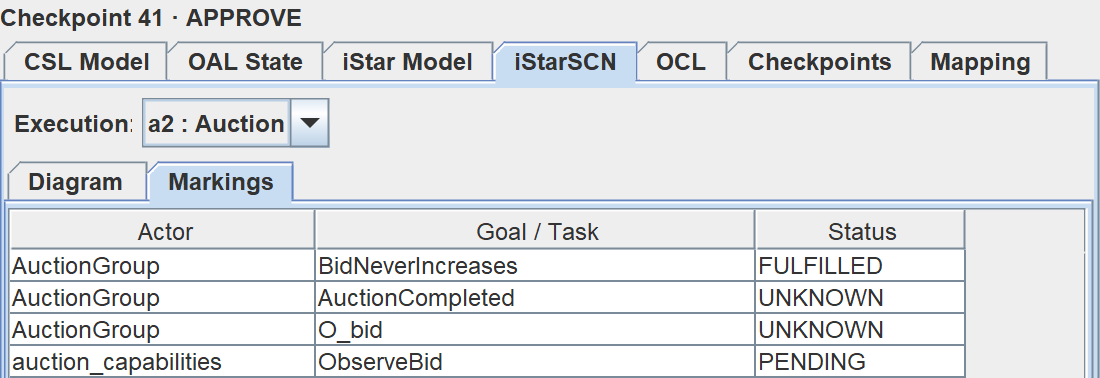 Checkpoint 41 · APPROVE
CSL Model OAL State iStar Model iStarSCN OCL Checkpoints Mapping
Execution: a2 : Auction
Diagram Markings
Actor Goal / Task Status
AuctionGroup BidNeverIncreases FULFILLED
AuctionGroup AuctionCompleted UNKNOWN
AuctionGroup O_bid UNKNOWN
auction_capabilities ObserveBid PENDING